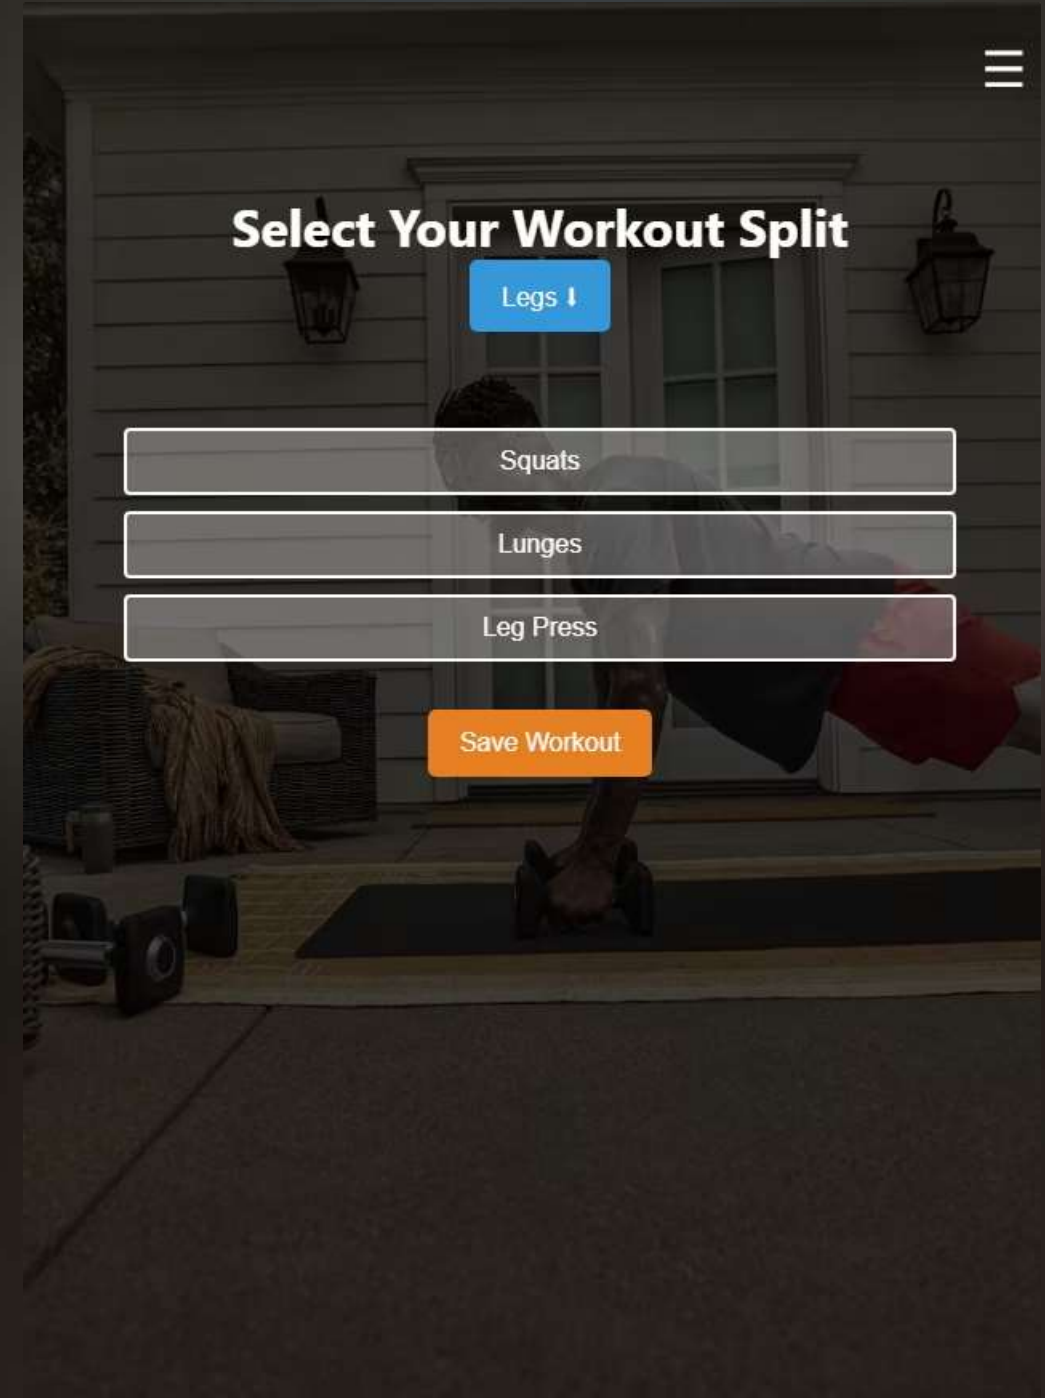 Select Your Workout Split
Legs ⬇
Squats
Lunges
Leg Press
Save Workout